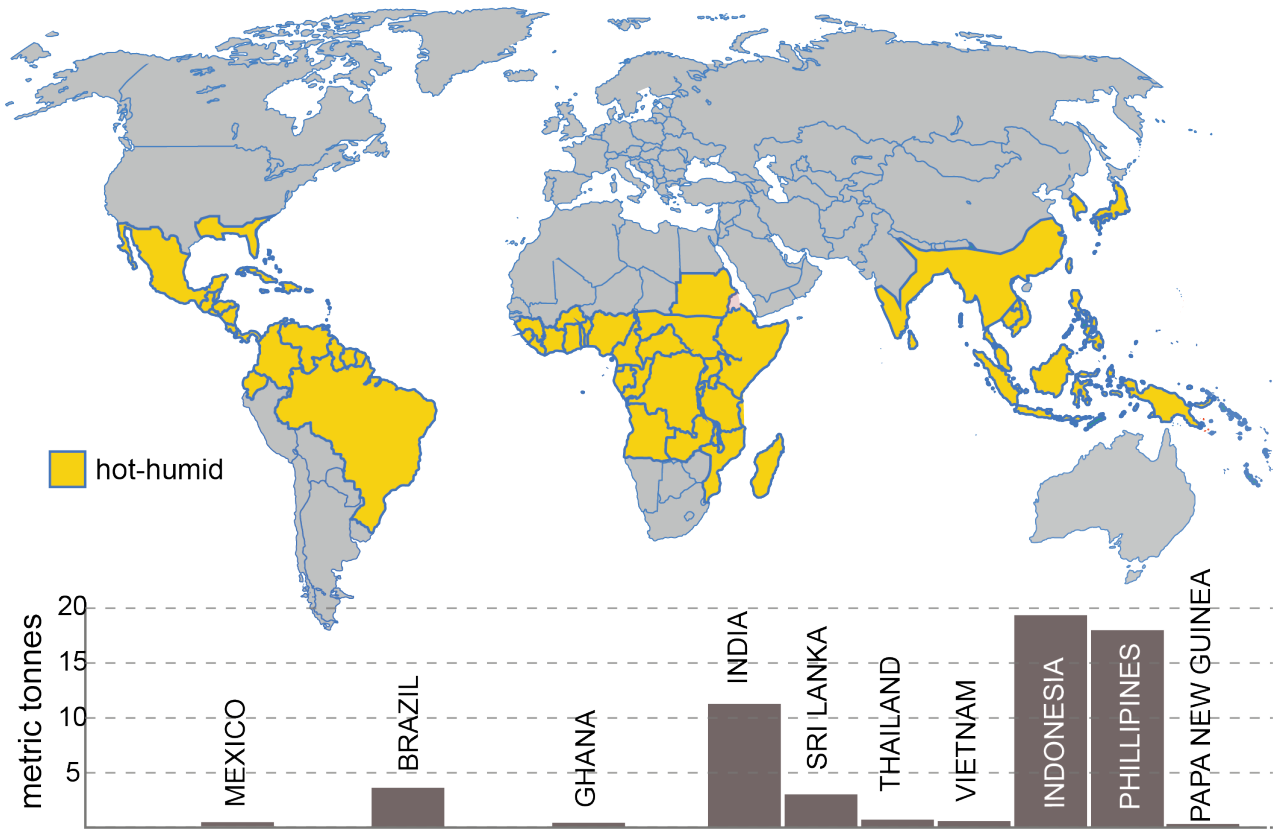 hot-humid
metric tonnes
20
15
10
5
MEXICO
BRAZIL
GHANA
INDIA
SRI LANKA
THAILAND
VIETNAM
INDONESIA
PHILLIPINES
PAPA NEW GUINEA